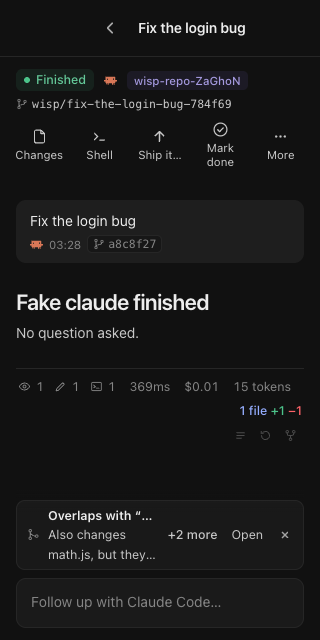 Fix the login bug
Finished wisp-repo-ZaGhoN
wisp/fix-the-login-bug-784f69
Changes Shell Ship it... Mark done More
Fix the login bug
03:28 a8c8f27
Fake claude finished
No question asked.
1 1 1 369ms $0.01 15 tokens
1 file +1 −1
Overlaps with “...
Also changes +2 more Open ×
math.js, but they...
Follow up with Claude Code...